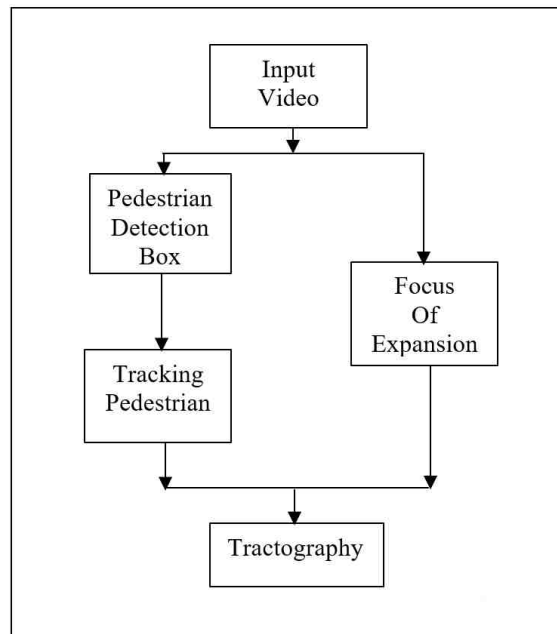 Input
Video
Pedestrian
Detection
Box
Focus
Of
Expansion
Tracking
Pedestrian
Tractography